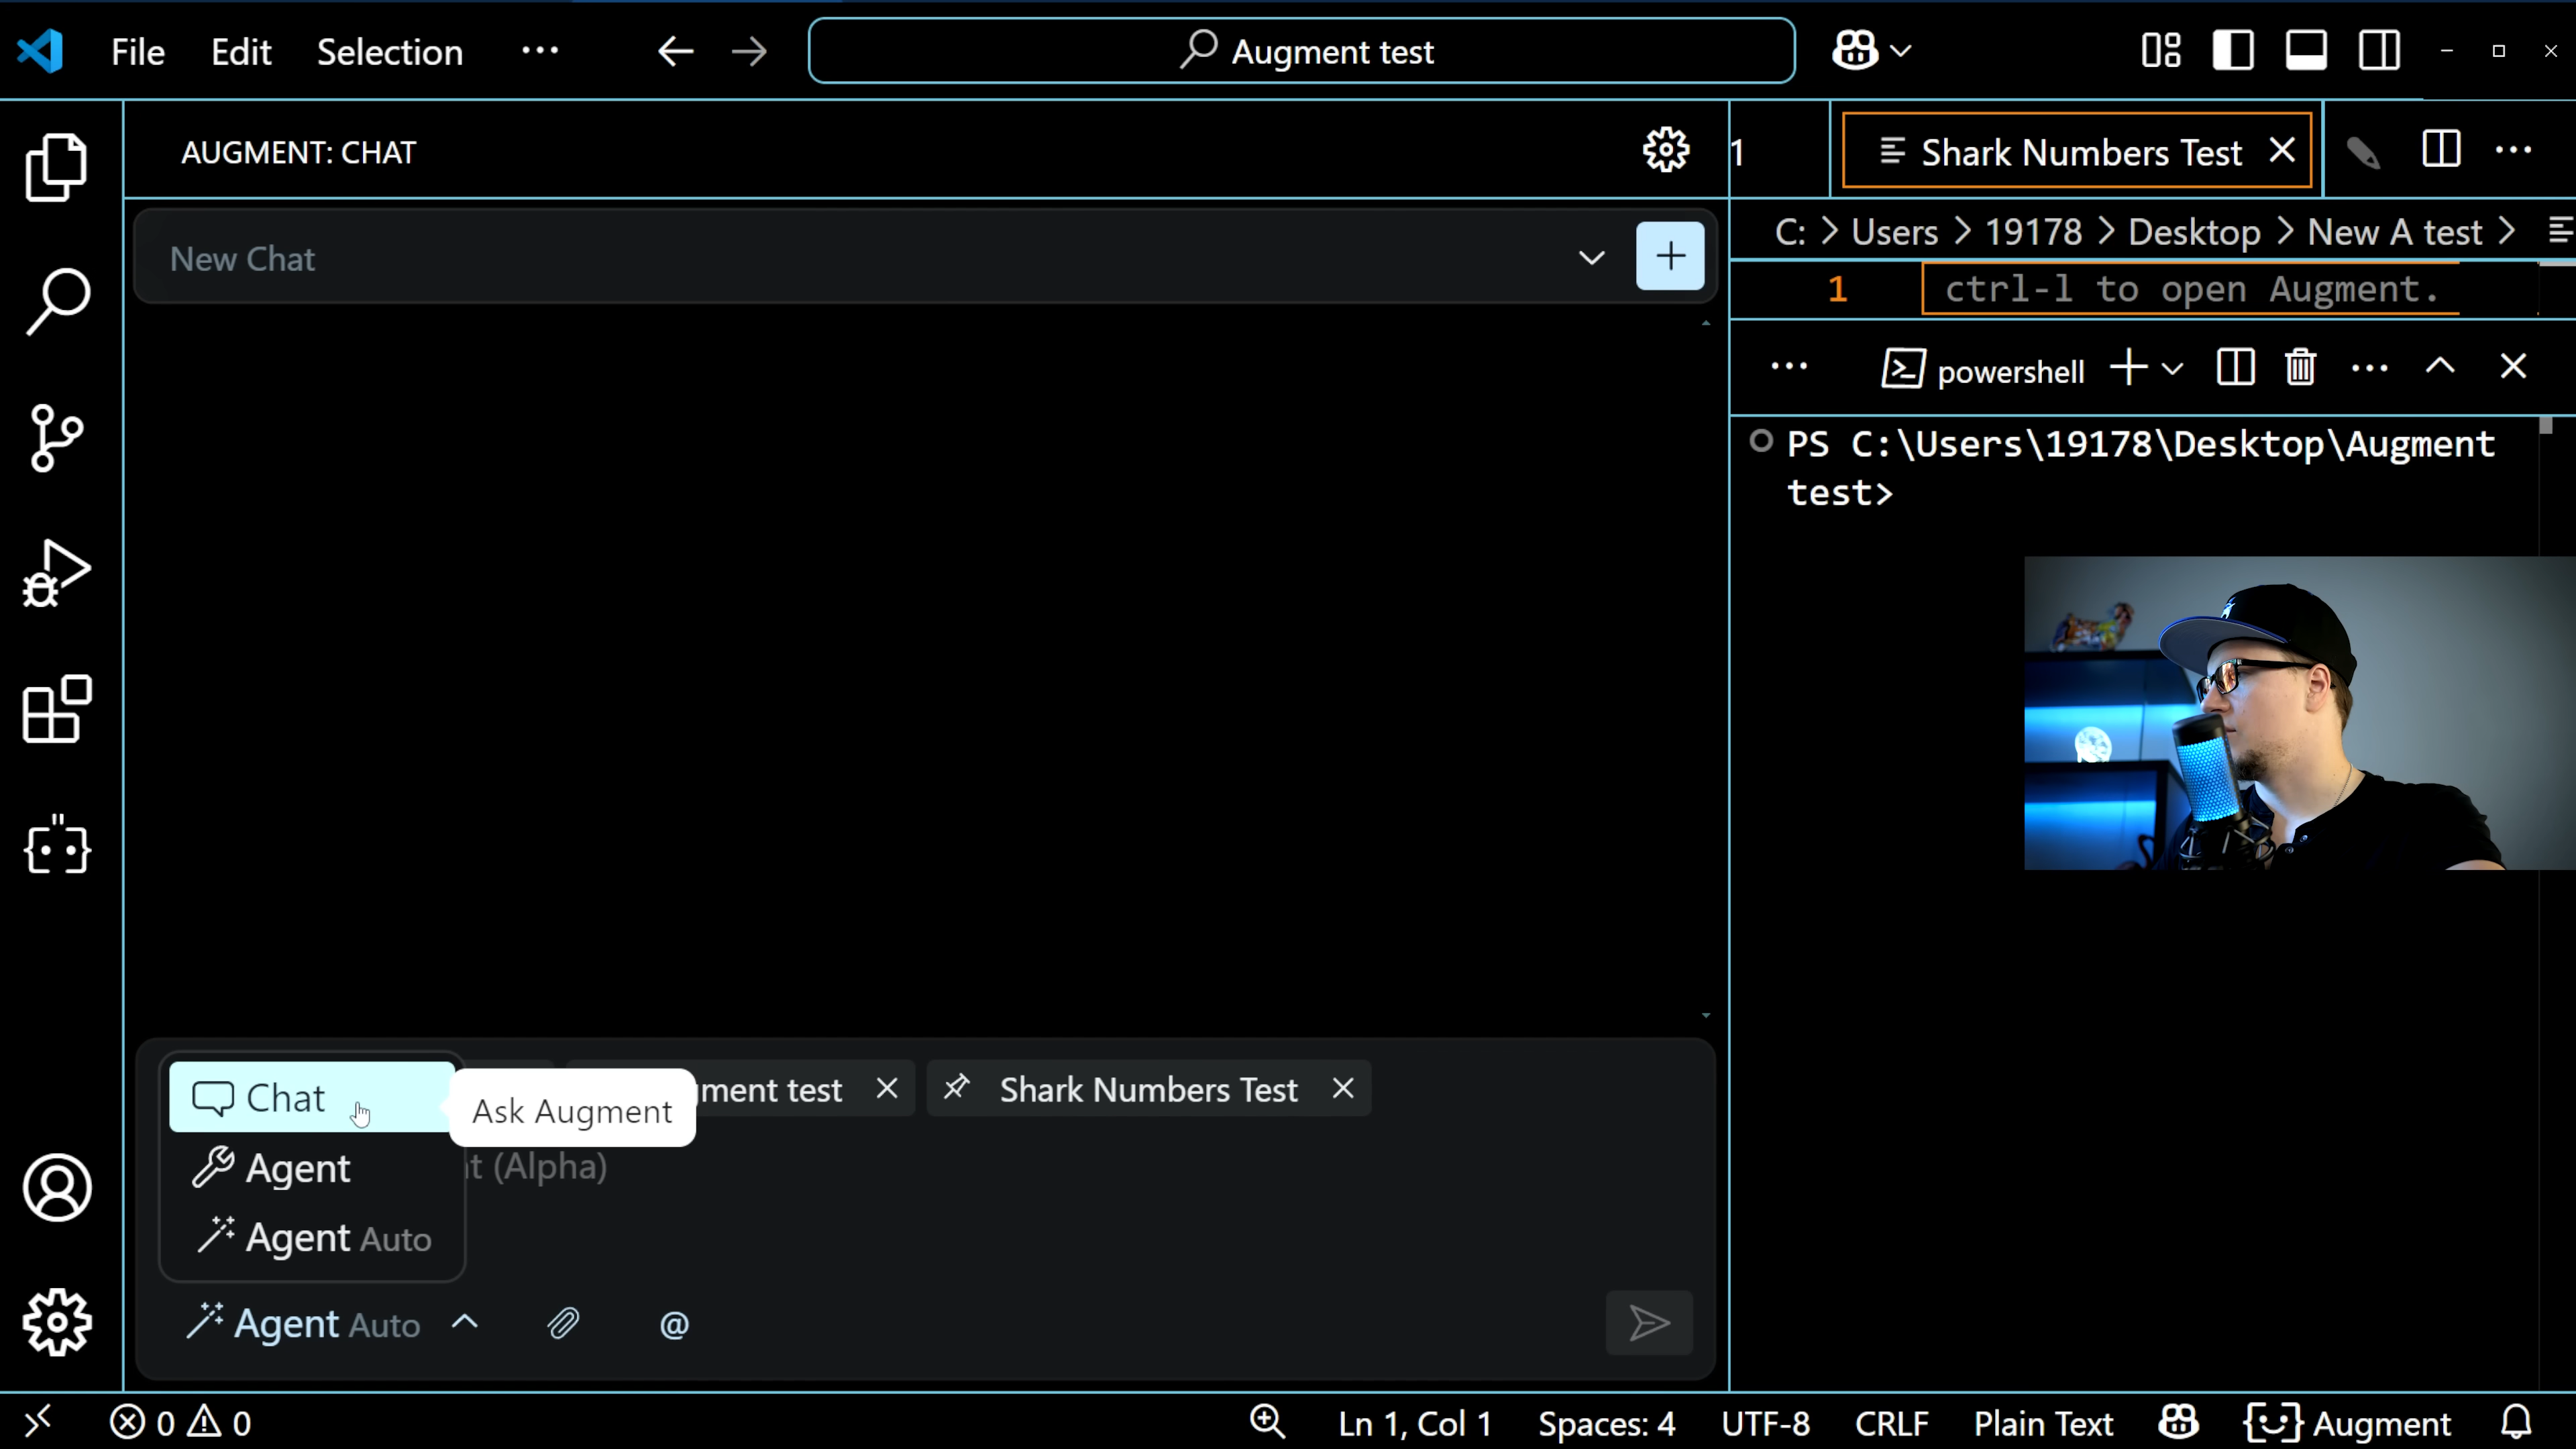 File Edit Selection ···
Augment test
AUGMENT: CHAT
1
Shark Numbers Test
New Chat
C: > Users > 19178 > Desktop > New A test >
1 ctrl-l to open Augment.
powershell
PS C:\Users\19178\Desktop\Augment
test>
Chat
Ask Augment
ment test
Shark Numbers Test
Agent
t (Alpha)
Agent Auto
Agent Auto
@
0 0
Ln 1, Col 1
Spaces: 4
UTF-8
CRLF
Plain Text
Augment